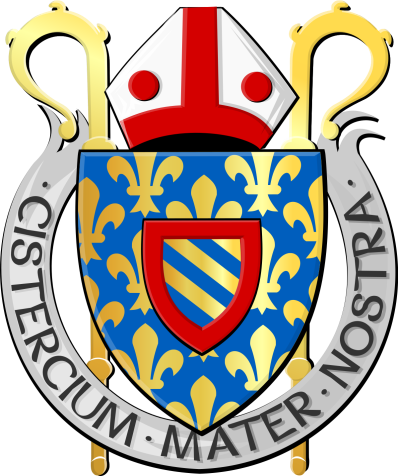 · CISTERCIUM · MATER · NOSTRA ·